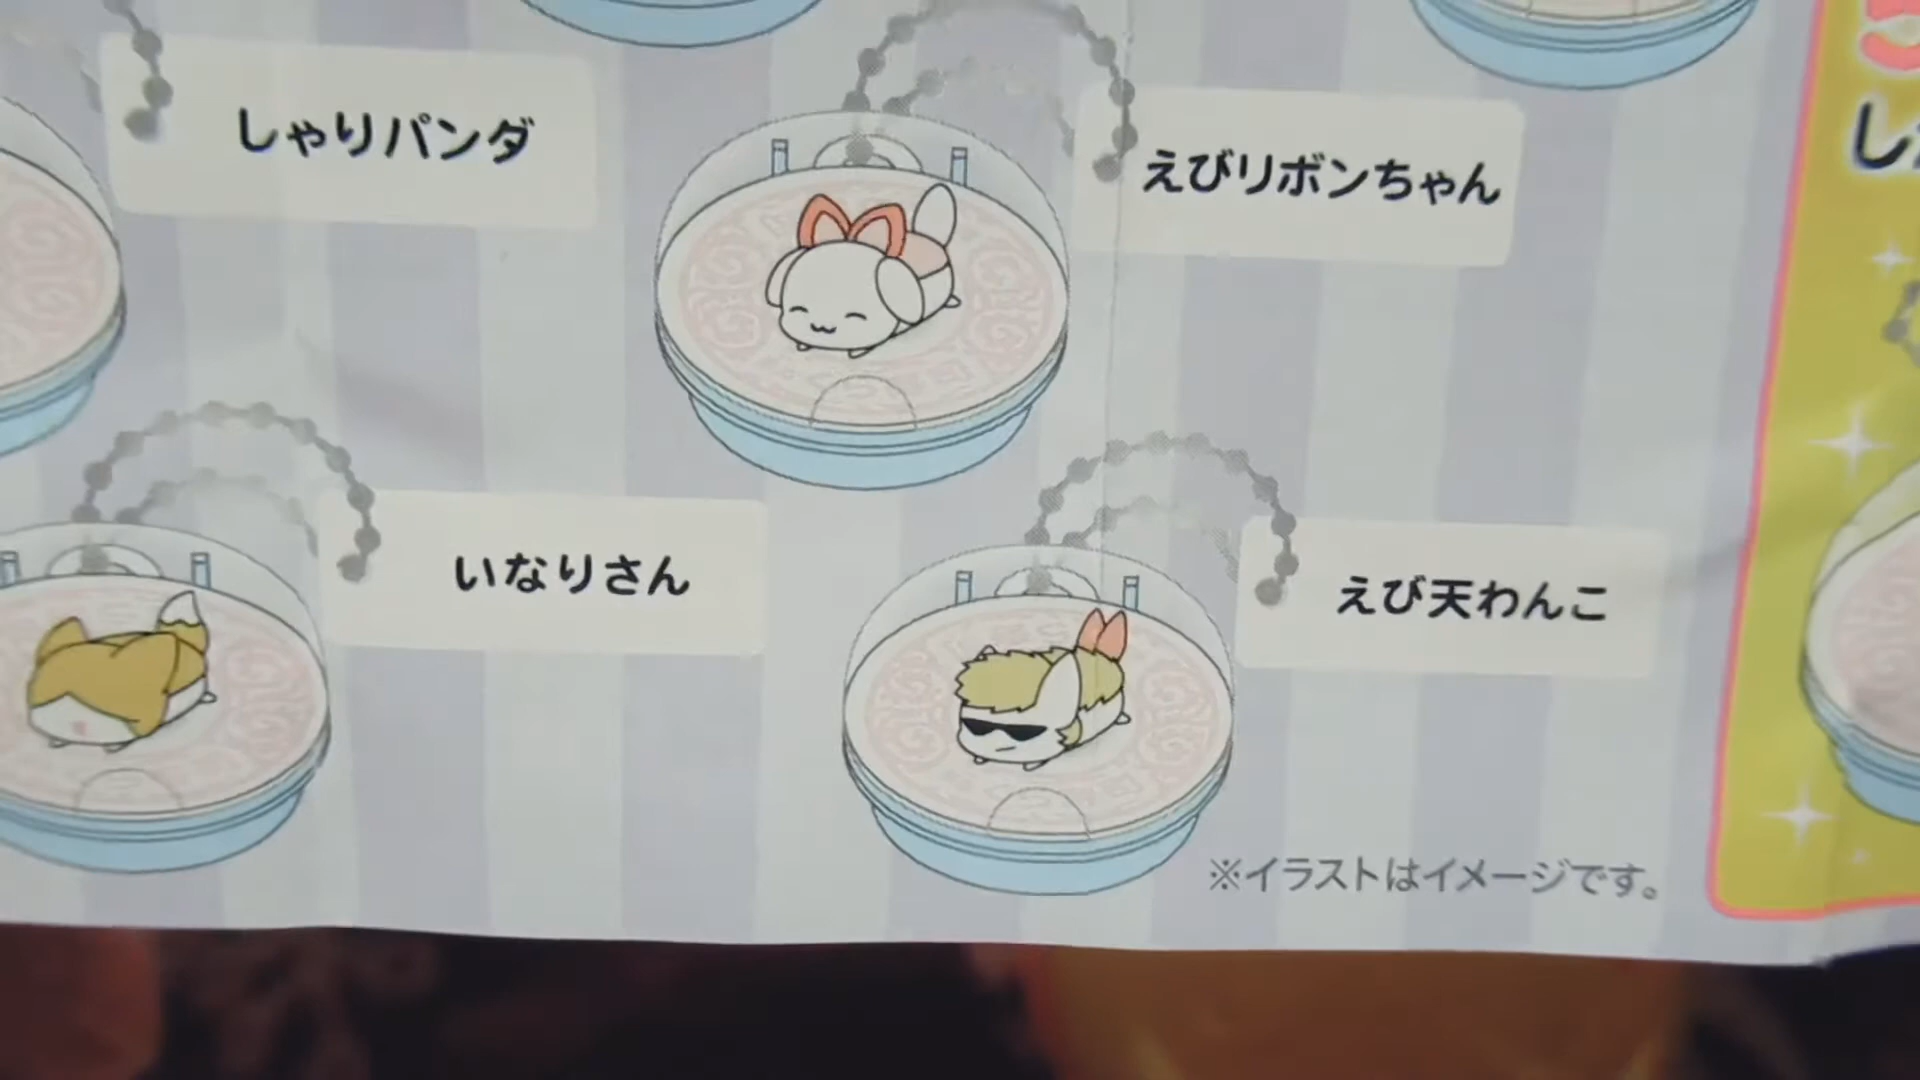 しゃりパンダ
えびリボンちゃん
いなりさん
えび天わんこ
※イラストはイメージです。
し